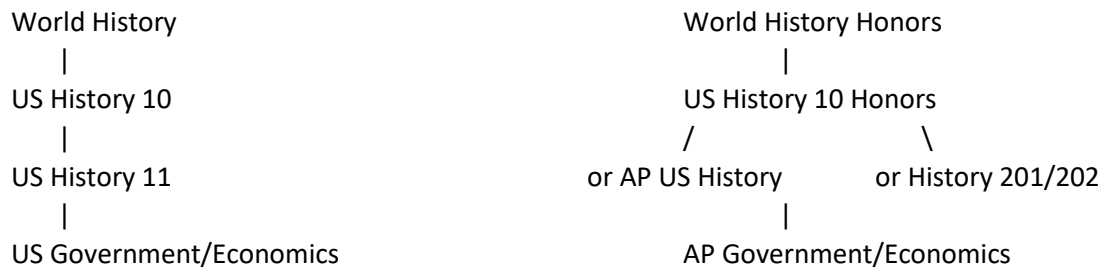 World History World History Honors
| |
US History 10 US History 10 Honors
| / \
US History 11 or AP US History or History 201/202
| |
US Government/Economics AP Government/Economics